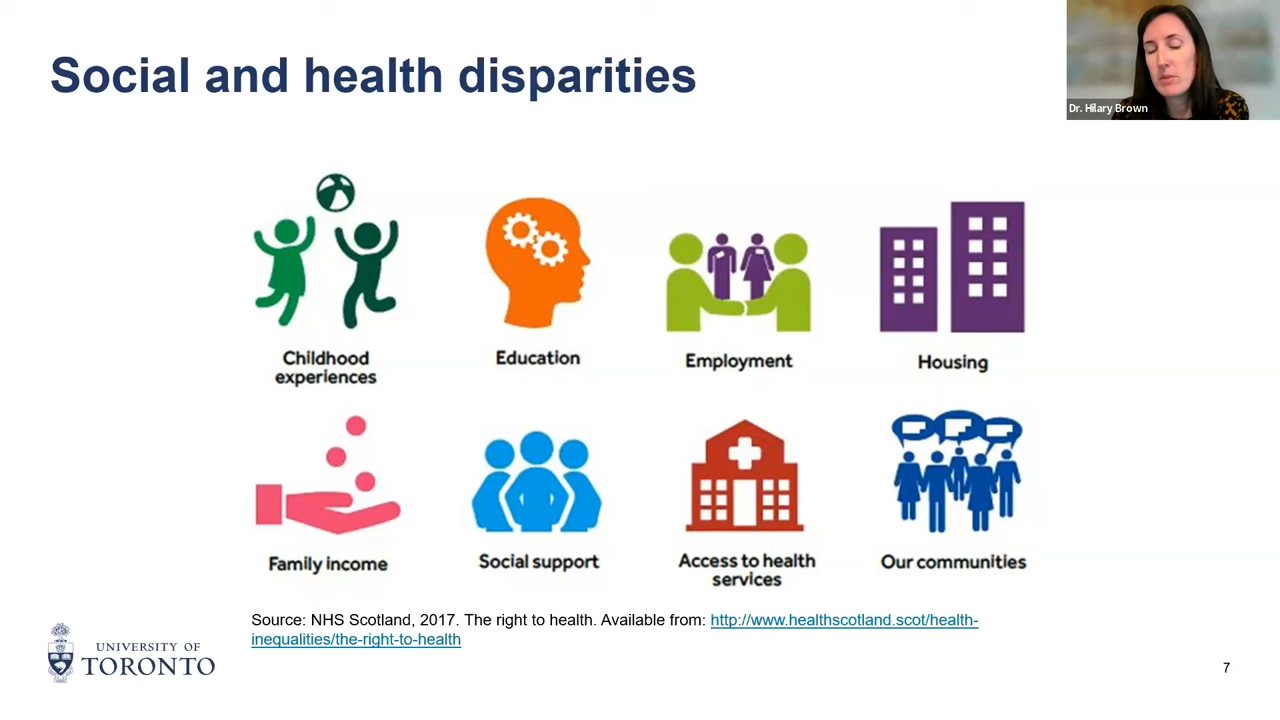 Social and health disparities
Dr. Hilary Brown
Childhood
experiences
Education
Employment
Housing
Family income
Social support
Access to health
services
Our communities
Source: NHS Scotland, 2017. The right to health. Available from: http://www.healthscotland.scot/health-
inequalities/the-right-to-health
UNIVERSITY OF
TORONTO
7